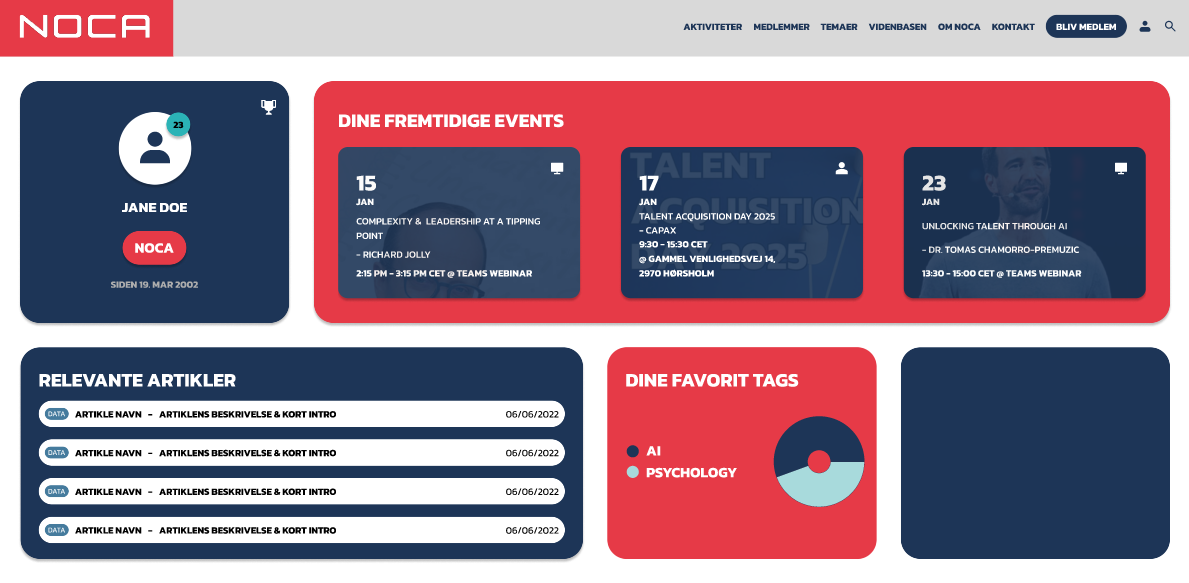 NOCA
AKTIVITETER MEDLEMMER TEMAER VIDENBASEN OM NOCA KONTAKT BLIV MEDLEM
23
JANE DOE
NOCA
SIDEN 19. MAR 2002
DINE FREMTIDIGE EVENTS
15
JAN
COMPLEXITY & LEADERSHIP AT A TIPPING
POINT
- RICHARD JOLLY
2:15 PM - 3:15 PM CET @ TEAMS WEBINAR
TALENT
ACQUISITION
DAY 2025
17
JAN
TALENT ACQUISITION DAY 2025
- CAPAX
9:30 - 15:30 CET
@ GAMMEL VENLIGHEDSVEJ 14,
2970 HØRSHOLM
23
JAN
UNLOCKING TALENT THROUGH AI
- DR. TOMAS CHAMORRO-PREMUZIC
13:30 - 15:00 CET @ TEAMS WEBINAR
RELEVANTE ARTIKLER
DATA ARTIKLE NAVN - ARTIKLENS BESKRIVELSE & KORT INTRO 06/06/2022
DATA ARTIKLE NAVN - ARTIKLENS BESKRIVELSE & KORT INTRO 06/06/2022
DATA ARTIKLE NAVN - ARTIKLENS BESKRIVELSE & KORT INTRO 06/06/2022
DATA ARTIKLE NAVN - ARTIKLENS BESKRIVELSE & KORT INTRO 06/06/2022
DINE FAVORIT TAGS
AI
PSYCHOLOGY